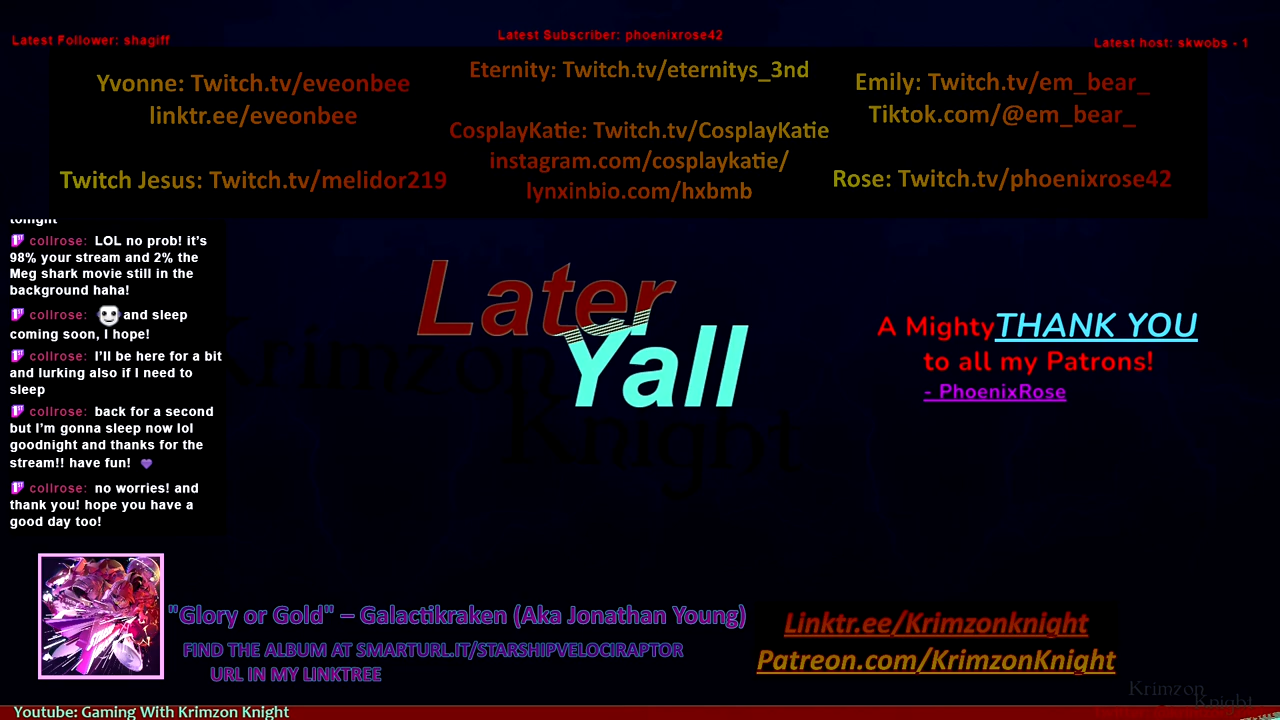 Latest Follower: shagiff
Latest Subscriber: phoenixrose42
Latest host: skwobs - 1
Yvonne: Twitch.tv/eveonbee
linktr.ee/eveonbee
Twitch Jesus: Twitch.tv/melidor219
Eternity: Twitch.tv/eternitys_3nd
CosplayKatie: Twitch.tv/CosplayKatie
instagram.com/cosplaykatie/
lynxinbio.com/hxbmb
Emily: Twitch.tv/em_bear_
Tiktok.com/@em_bear_
Rose: Twitch.tv/phoenixrose42
tonight
collrose: LOL no prob! it's
98% your stream and 2% the
Meg shark movie still in the
background haha!
collrose: and sleep
coming soon, I hope!
collrose: I'll be here for a bit
and lurking also if I need to
sleep
collrose: back for a second
but I'm gonna sleep now lol
goodnight and thanks for the
stream!! have fun!
collrose: no worries! and
thank you! hope you have a
good day too!
Later
Yall
Krimzon
Knight
A Mighty THANK YOU
to all my Patrons!
- PhoenixRose
"Glory or Gold" – Galactikraken (Aka Jonathan Young)
FIND THE ALBUM AT SMARTURL.IT/STARSHIPVELOCIRAPTOR
URL IN MY LINKTREE
Linktr.ee/Krimzonknight
Patreon.com/KrimzonKnight
Krimzon
Knight
Youtube: Gaming With Krimzon Knight